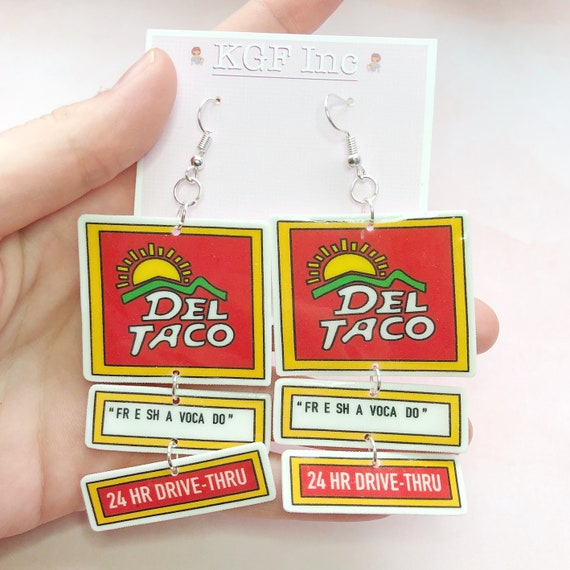 KGF Inc
DEL
TACO
"FR E SH A VOCA DO"
24 HR DRIVE-THRU
DEL
TACO
"FR E SH A VOCA DO"
24 HR DRIVE-THRU